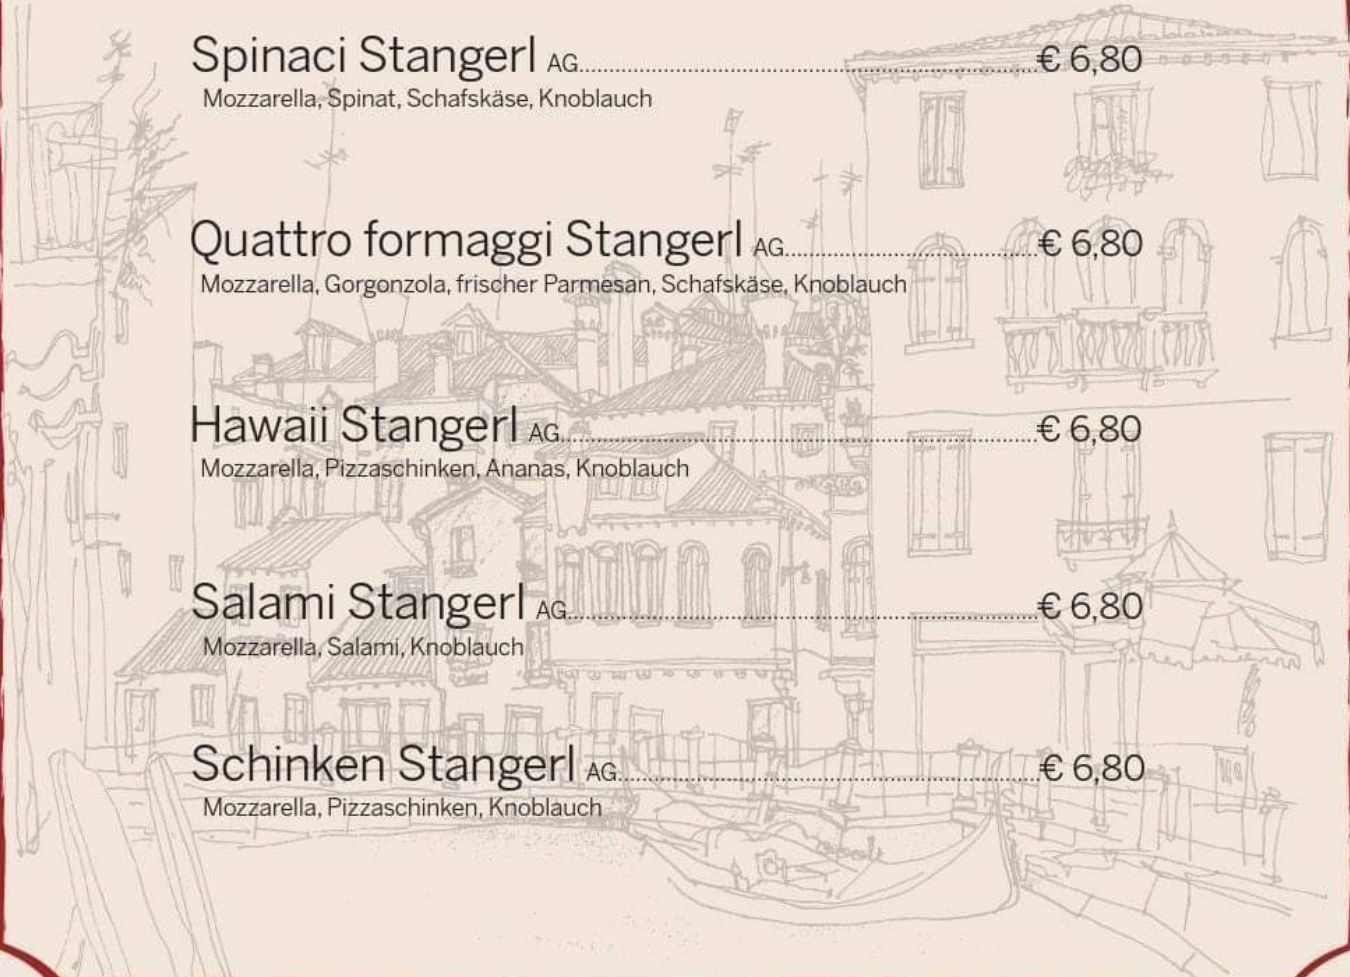 Spinaci Stangerl AG.......................................................................... € 6,80
Mozzarella, Spinat, Schafskäse, Knoblauch
Quattro formaggi Stangerl AG.......................................... € 6,80
Mozzarella, Gorgonzola, frischer Parmesan, Schafskäse, Knoblauch
Hawaii Stangerl AG............................................................................... € 6,80
Mozzarella, Pizzaschinken, Ananas, Knoblauch
Salami Stangerl AG.............................................................................. € 6,80
Mozzarella, Salami, Knoblauch
Schinken Stangerl AG...................................................................... € 6,80
Mozzarella, Pizzaschinken, Knoblauch